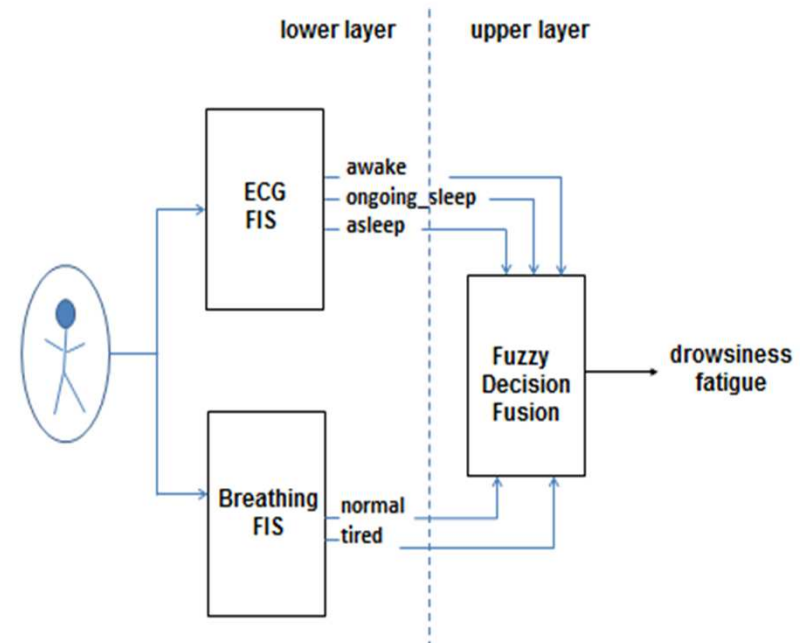 lower layer
upper layer
ECG
FIS
awake
ongoing_sleep
asleep
Fuzzy
Decision
Fusion
drowsiness
fatigue
Breathing
FIS
normal
tired